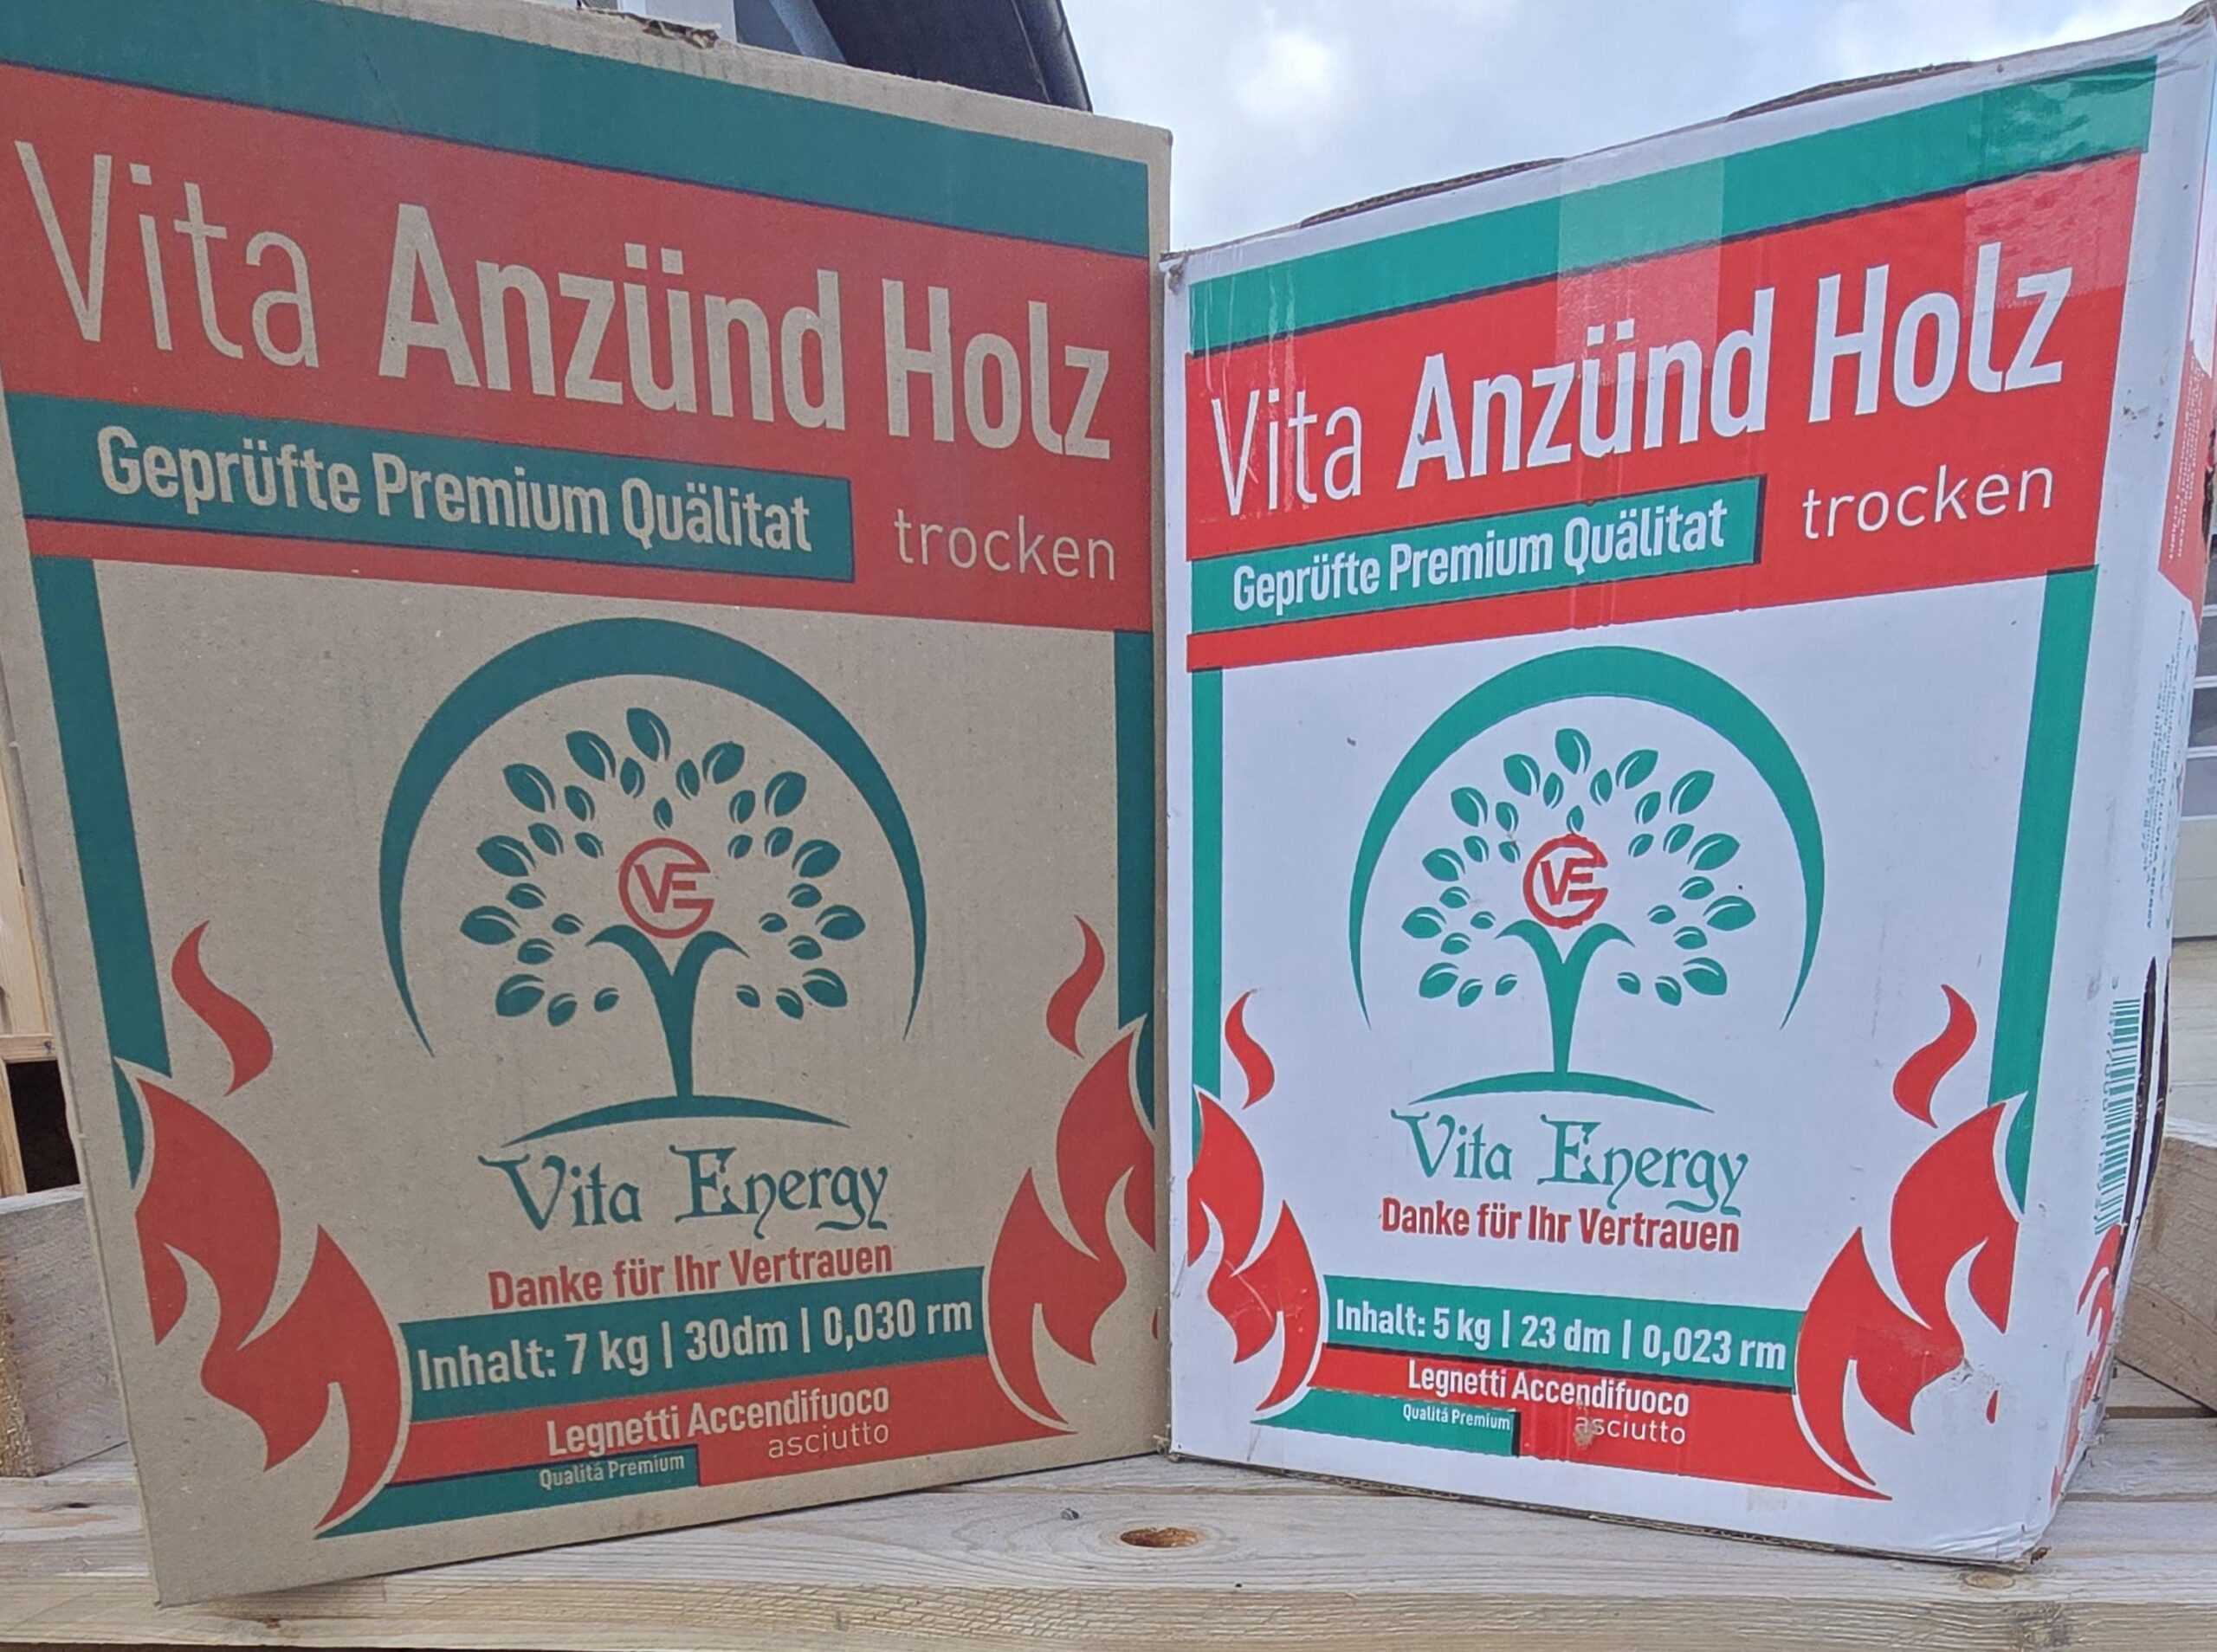 Vita Anzünd Holz
Geprüfte Premium Quälitat
trocken
VE
Vita Energy
Danke für Ihr Vertrauen
Inhalt: 7 kg | 30dm | 0,030 rm
Legnetti Accendifuoco
asciutto
Qualitá Premium
Vita Anzünd Holz
trocken
Geprüfte Premium Quälitat
VE
Vita Energy
Danke für Ihr Vertrauen
Inhalt: 5 kg | 23 dm | 0,023 rm
Legnetti Accendifuoco
Qualitá Premium
asciutto